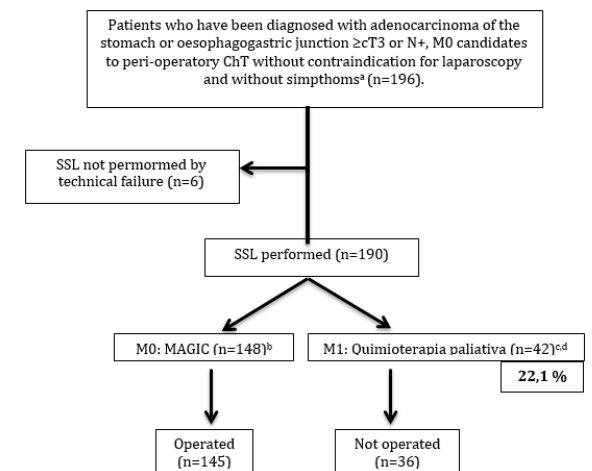 Patients who have been diagnosed with adenocarcinoma of the
stomach or oesophagogastric junction ≥cT3 or N+, M0 candidates
to peri-operatory ChT without contraindication for laparoscopy
and without simpthomsᵃ (n=196).
SSL not permormed by
technical failure (n=6)
SSL performed (n=190)
M0: MAGIC (n=148)ᵇ
M1: Quimioterapia paliativa (n=42)ᶜ,ᵈ
22,1 %
Operated
(n=145)
Not operated
(n=36)